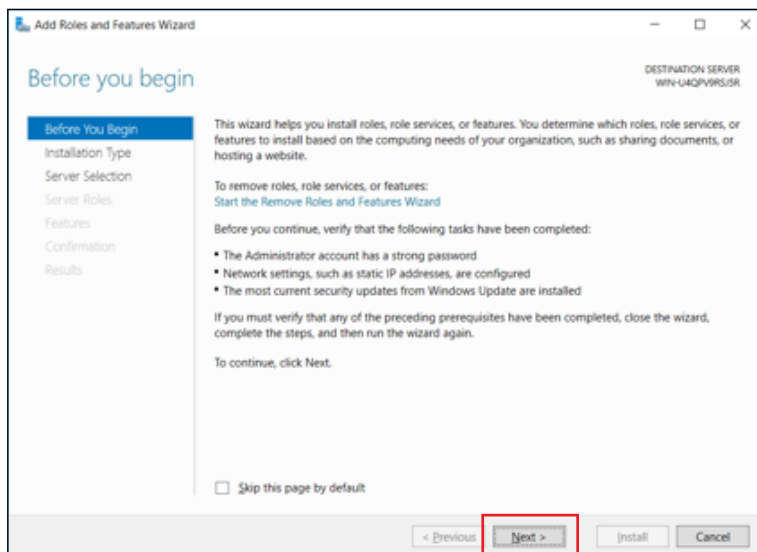 Add Roles and Features Wizard
Before you begin
DESTINATION SERVER
WIN-U4QPV9RSJ5R
Before You Begin
Installation Type
Server Selection
Server Roles
Features
Confirmation
Results
This wizard helps you install roles, role services, or features. You determine which roles, role services, or
features to install based on the computing needs of your organization, such as sharing documents, or
hosting a website.
To remove roles, role services, or features:
Start the Remove Roles and Features Wizard
Before you continue, verify that the following tasks have been completed:
• The Administrator account has a strong password
• Network settings, such as static IP addresses, are configured
• The most current security updates from Windows Update are installed
If you must verify that any of the preceding prerequisites have been completed, close the wizard,
complete the steps, and then run the wizard again.
To continue, click Next.
Skip this page by default
< Previous
Next >
Install
Cancel